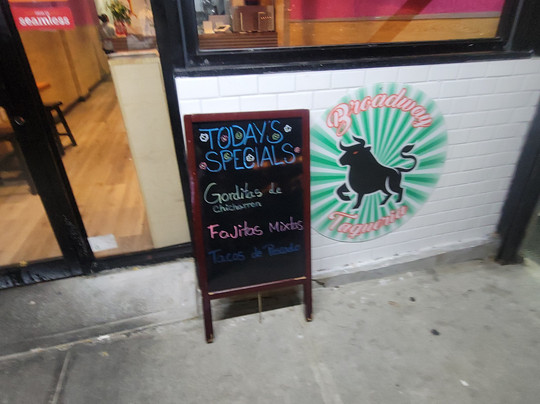 seamless
TODAY'S
SPECIALS
Gorditas de
chicharron
Fajitas Mixtas
Tacos de Pescado
Broadway
Taqueria